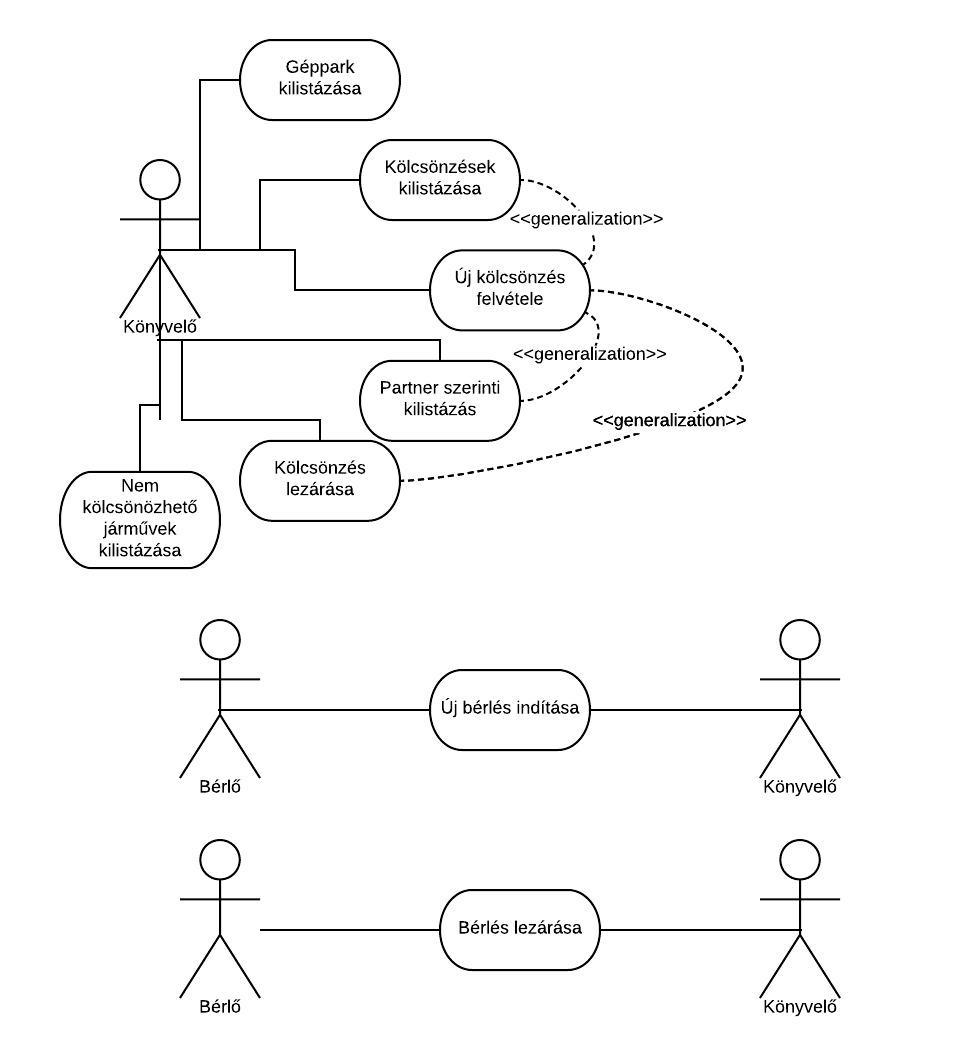 Géppark
kilistázása
Kölcsönzések
kilistázása
<<generalization>>
Új kölcsönzés
felvétele
Könyvelő
<<generalization>>
Partner szerinti
kilistázás
<<generalization>>
Kölcsönzés
lezárása
Nem
kölcsönözhető
járművek
kilistázása
Új bérlés indítása
Bérlő
Könyvelő
Bérlés lezárása
Bérlő
Könyvelő